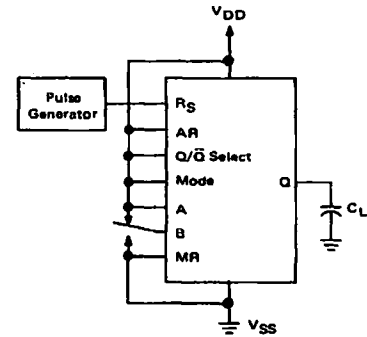 VDD
Pulse
Generator
RS
AR
Q/Q̅ Select
Mode
A
B
MR
Q
CL
VSS